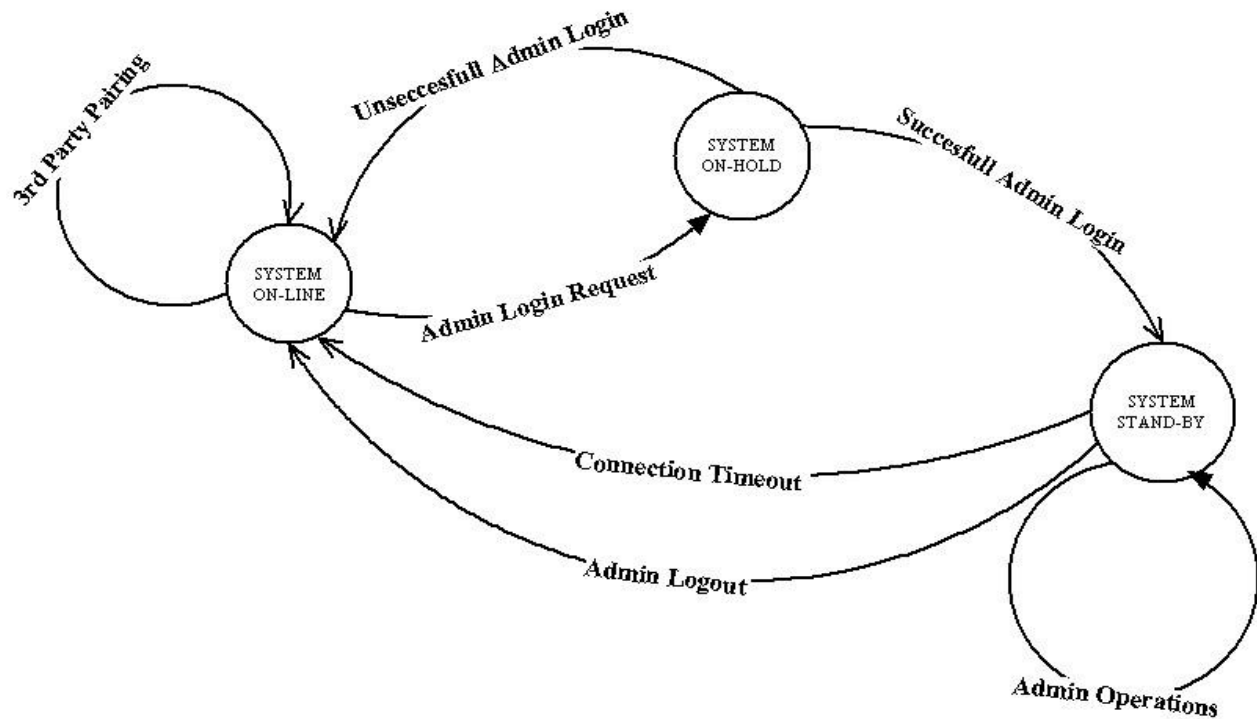 3rd Party Pairing
Unseccesfull Admin Login
SYSTEM
ON-HOLD
Succesfull Admin Login
SYSTEM
ON-LINE
Admin Login Request
SYSTEM
STAND-BY
Connection Timeout
Admin Logout
Admin Operations